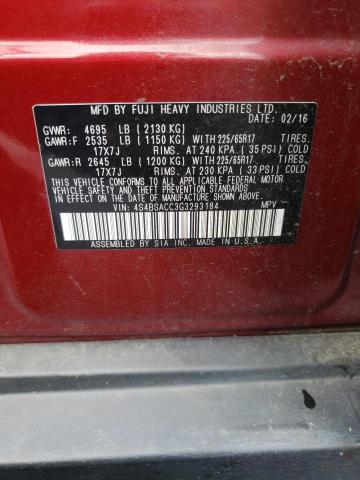 MFD BY FUJI HEAVY INDUSTRIES LTD.
DATE: 02/16
GVWR: 4695 LB (2130 KG)
GAWR:F 2535 LB (1150 KG) WITH 225/65R17 TIRES.
17X7J RIMS. AT 240 KPA (35 PSI) COLD
GAWR:R 2645 LB (1200 KG) WITH 225/65R17 TIRES.
17X7J RIMS. AT 230 KPA (33 PSI) COLD
THIS VEHICLE CONFORMS TO ALL APPLICABLE FEDERAL MOTOR
VEHICLE SAFETY AND THEFT PREVENTION STANDARDS IN EFFECT
ON THE DATE OF MANUFACTURE SHOWN ABOVE.
VIN: 4S4BSACC3G3293184 MPV
ASSEMBLED BY SIA INC. MADE IN U.S.A.